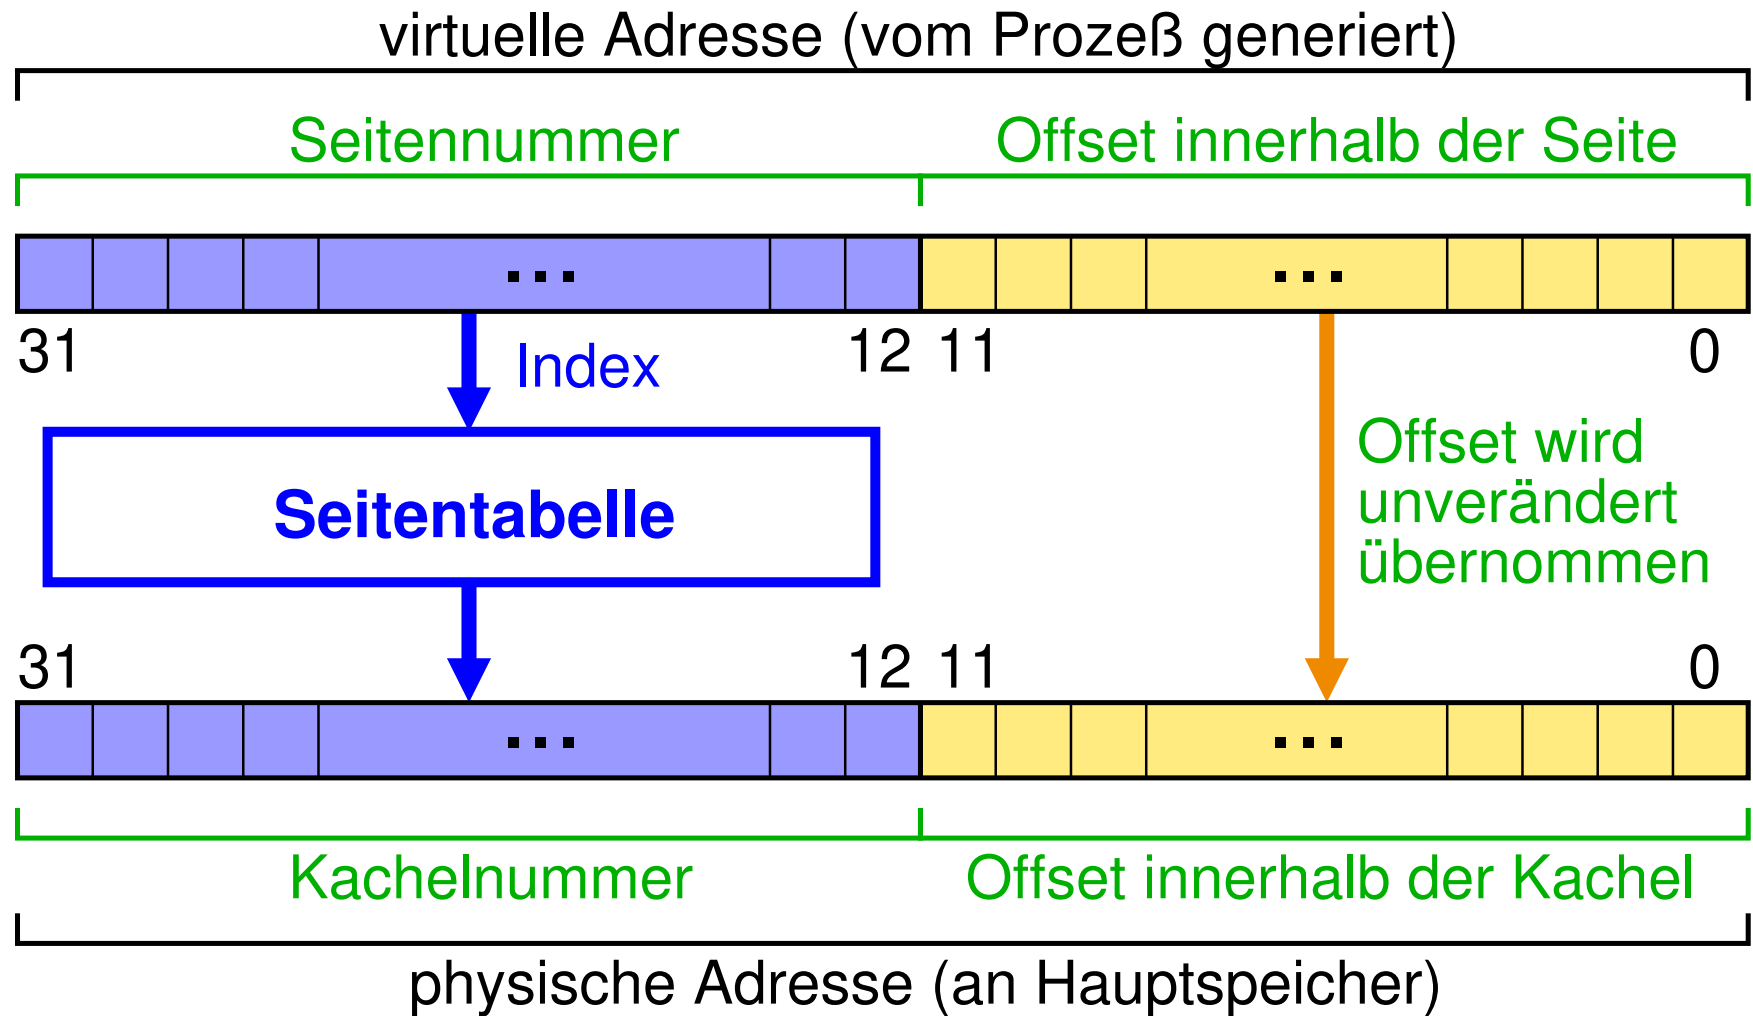 virtuelle Adresse (vom Prozeß generiert)
Seitennummer
Offset innerhalb der Seite
...
...
31
12
11
0
Index
Seitentabelle
Offset wird
unverändert
übernommen
31
12
11
0
...
...
Kachelnummer
Offset innerhalb der Kachel
physische Adresse (an Hauptspeicher)